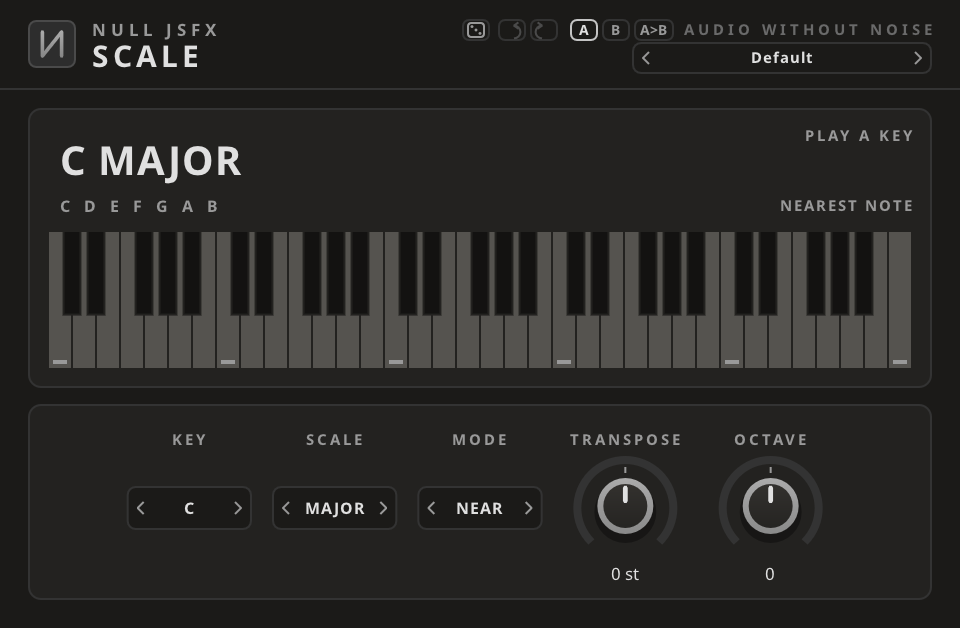 NULL JSFX
SCALE
A B A>B AUDIO WITHOUT NOISE
Default
C MAJOR
PLAY A KEY
C D E F G A B
NEAREST NOTE
KEY SCALE MODE TRANSPOSE OCTAVE
C MAJOR NEAR
0 st 0